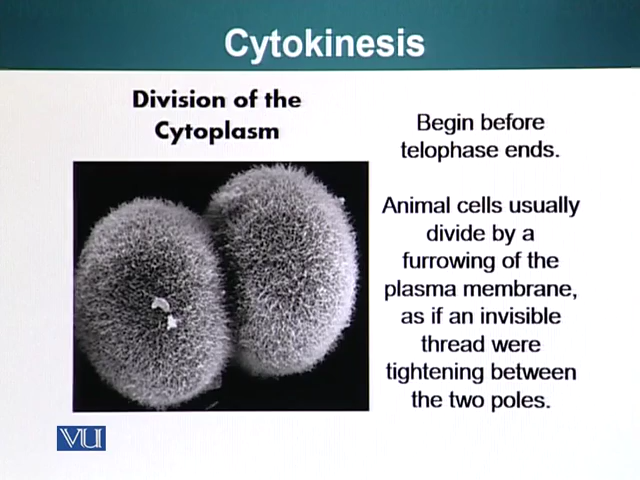 Cytokinesis
Division of the
Cytoplasm
Begin before
telophase ends.
Animal cells usually
divide by a
furrowing of the
plasma membrane,
as if an invisible
thread were
tightening between
the two poles.
VU